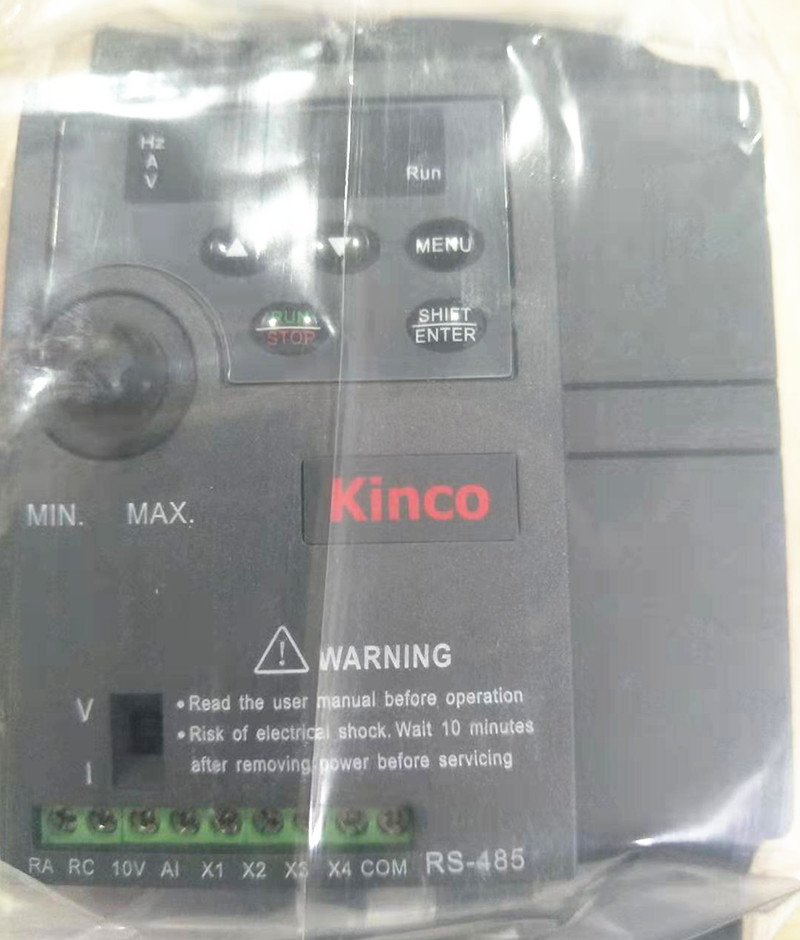 Hz
A
V
Run
MENU
RUN
STOP
SHIFT
ENTER
Kinco
MIN. MAX.
WARNING
V
•Read the user manual before operation
•Risk of electrical shock. Wait 10 minutes
after removing power before servicing
I
RA RC 10V AI X1 X2 X3 X4 COM RS-485